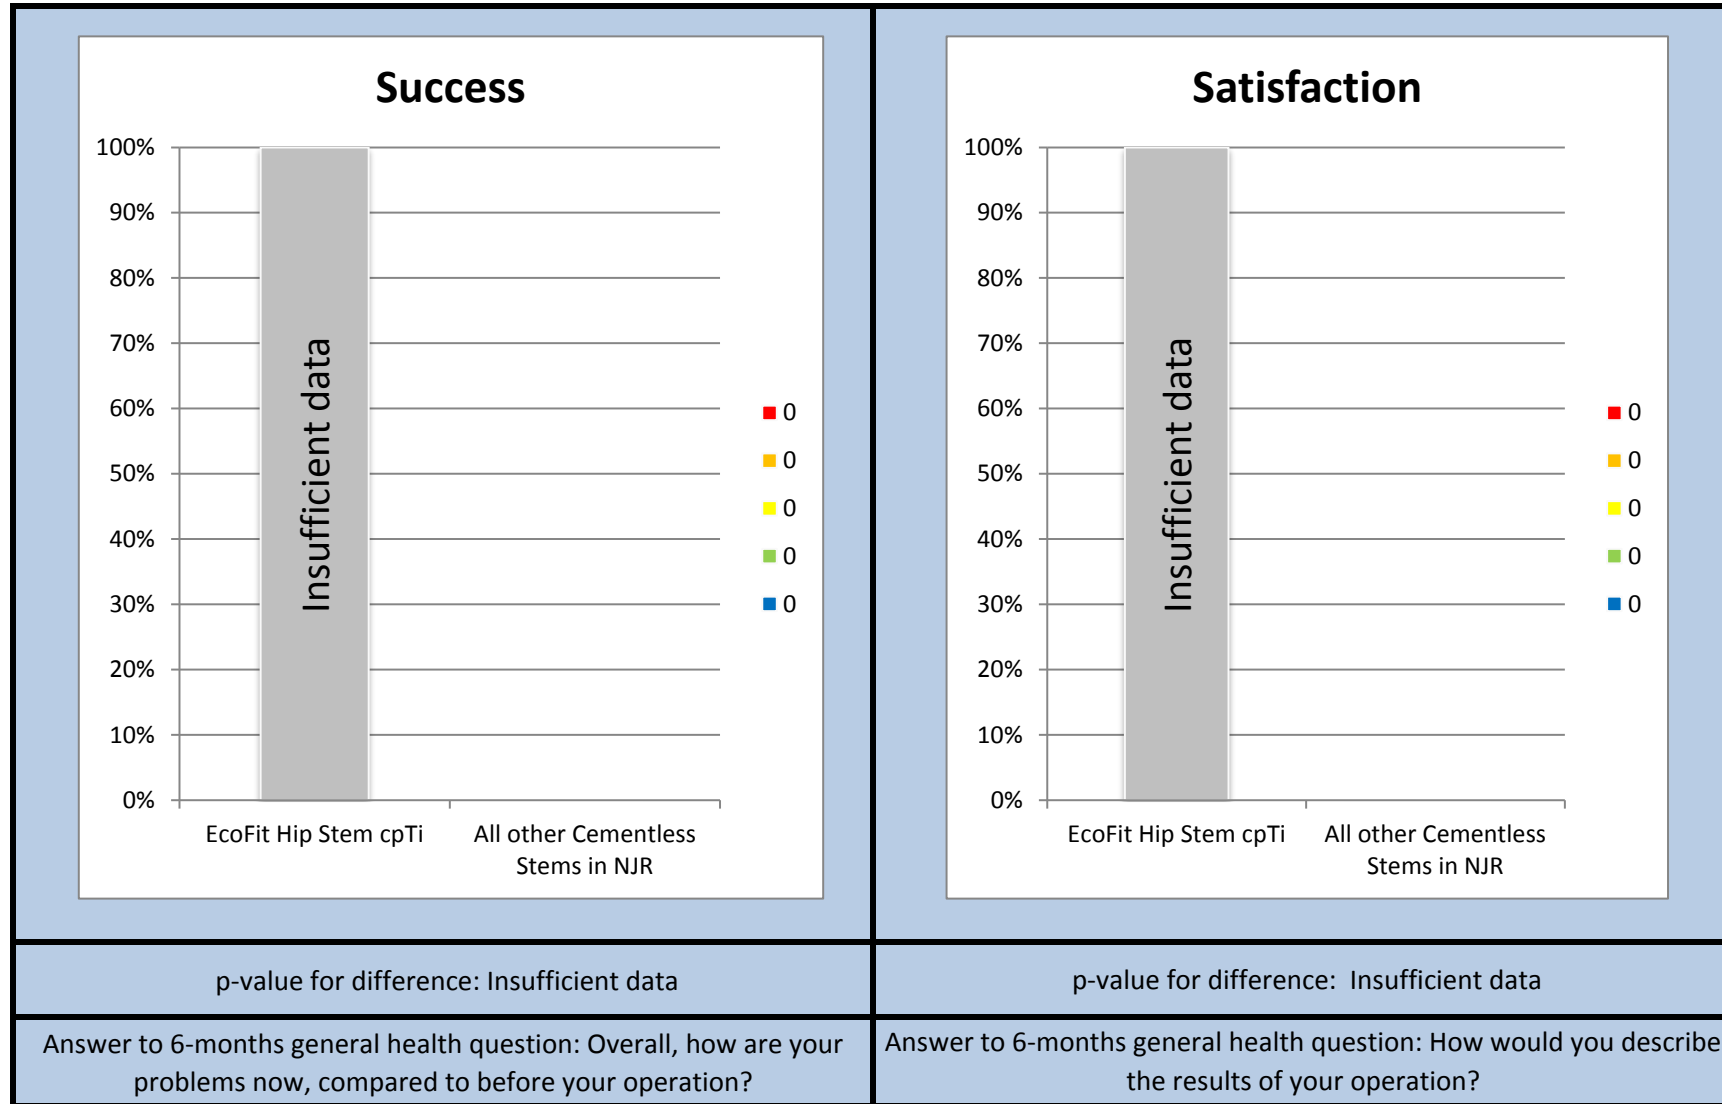 Success
100%
90%
80%
70%
60%
50%
40%
30%
20%
10%
0%
Insufficient data
EcoFit Hip Stem cpTi
All other Cementless
Stems in NJR
0
0
0
0
0
p-value for difference: Insufficient data
Answer to 6-months general health question: Overall, how are your
problems now, compared to before your operation?
Satisfaction
100%
90%
80%
70%
60%
50%
40%
30%
20%
10%
0%
Insufficient data
EcoFit Hip Stem cpTi
All other Cementless
Stems in NJR
0
0
0
0
0
p-value for difference:  Insufficient data
Answer to 6-months general health question: How would you describe
the results of your operation?